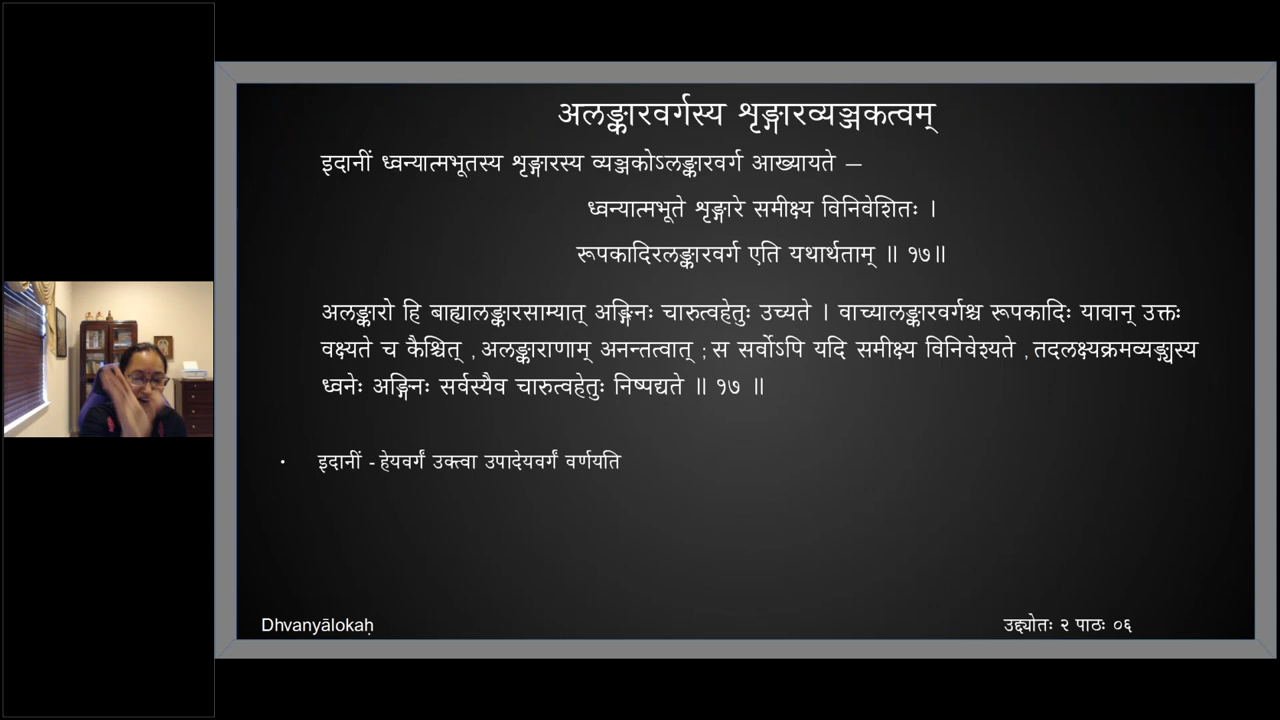 अलङ्कारवर्गस्य शृङ्गारव्यञ्जकत्वम्
इदानीं ध्वन्यात्मभूतस्य शृङ्गारस्य व्यञ्जकोऽलङ्कारवर्ग आख्यायते –
ध्वन्यात्मभूते शृङ्गारे समीक्ष्य विनिवेशितः ।
रूपकादिरलङ्कारवर्ग एति यथार्थताम् ॥ १७॥
अलङ्कारो हि बाह्यालङ्कारसाम्यात् अङ्गिनः चारुत्वहेतुः उच्यते । वाच्यालङ्कारवर्गश्च रूपकादिः यावान् उक्तः
वक्ष्यते च कैश्चित् , अलङ्काराणाम् अनन्तत्वात् ; स सर्वोऽपि यदि समीक्ष्य विनिवेश्यते , तदलक्ष्यक्रमव्यङ्ग्यस्य
ध्वनेः अङ्गिनः सर्वस्यैव चारुत्वहेतुः निष्पद्यते ॥ १७ ॥
• इदानीं - हेयवर्गं उक्त्वा उपादेयवर्गं वर्णयति
Dhvanyālokaḥ
उद्द्योतः २ पाठः ०६